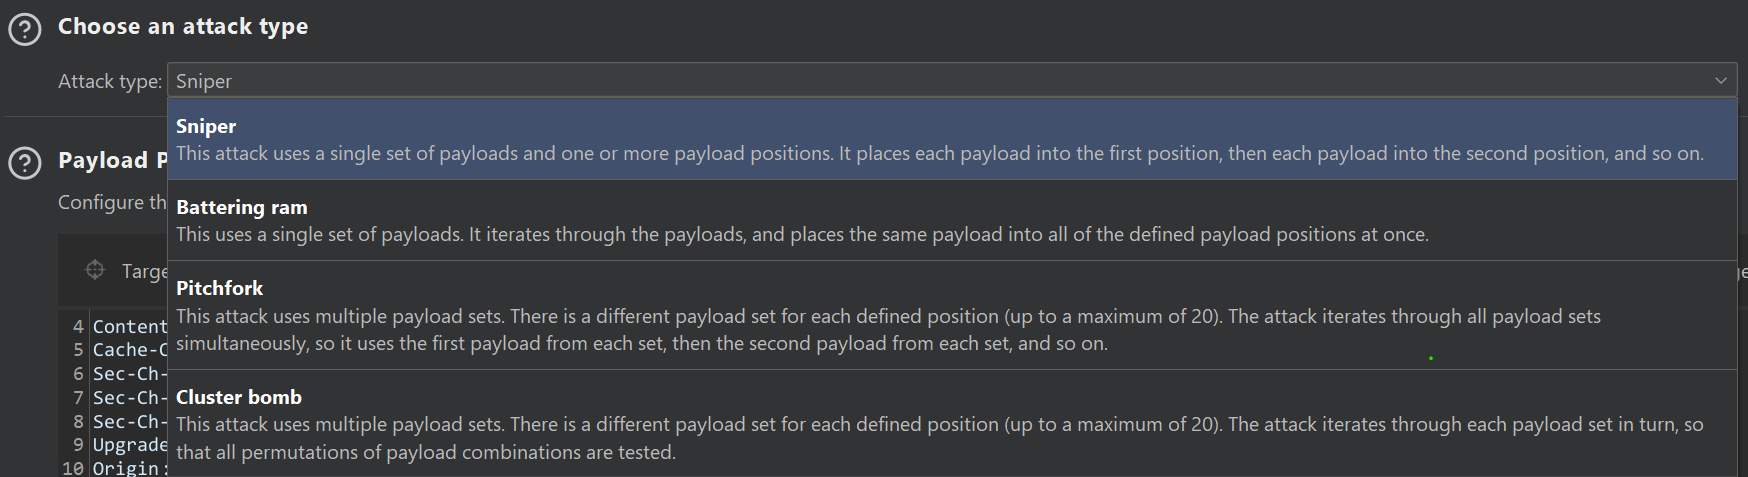 Choose an attack type
Attack type: Sniper
Sniper
This attack uses a single set of payloads and one or more payload positions. It places each payload into the first position, then each payload into the second position, and so on.
Payload P
Configure th
Battering ram
This uses a single set of payloads. It iterates through the payloads, and places the same payload into all of the defined payload positions at once.
Targe
Pitchfork
This attack uses multiple payload sets. There is a different payload set for each defined position (up to a maximum of 20). The attack iterates through all payload sets
simultaneously, so it uses the first payload from each set, then the second payload from each set, and so on.
Cluster bomb
This attack uses multiple payload sets. There is a different payload set for each defined position (up to a maximum of 20). The attack iterates through each payload set in turn, so
that all permutations of payload combinations are tested.
4 Content
5 Cache-C
6 Sec-Ch-
7 Sec-Ch-
8 Sec-Ch-
9 Upgrade
10 Origin: